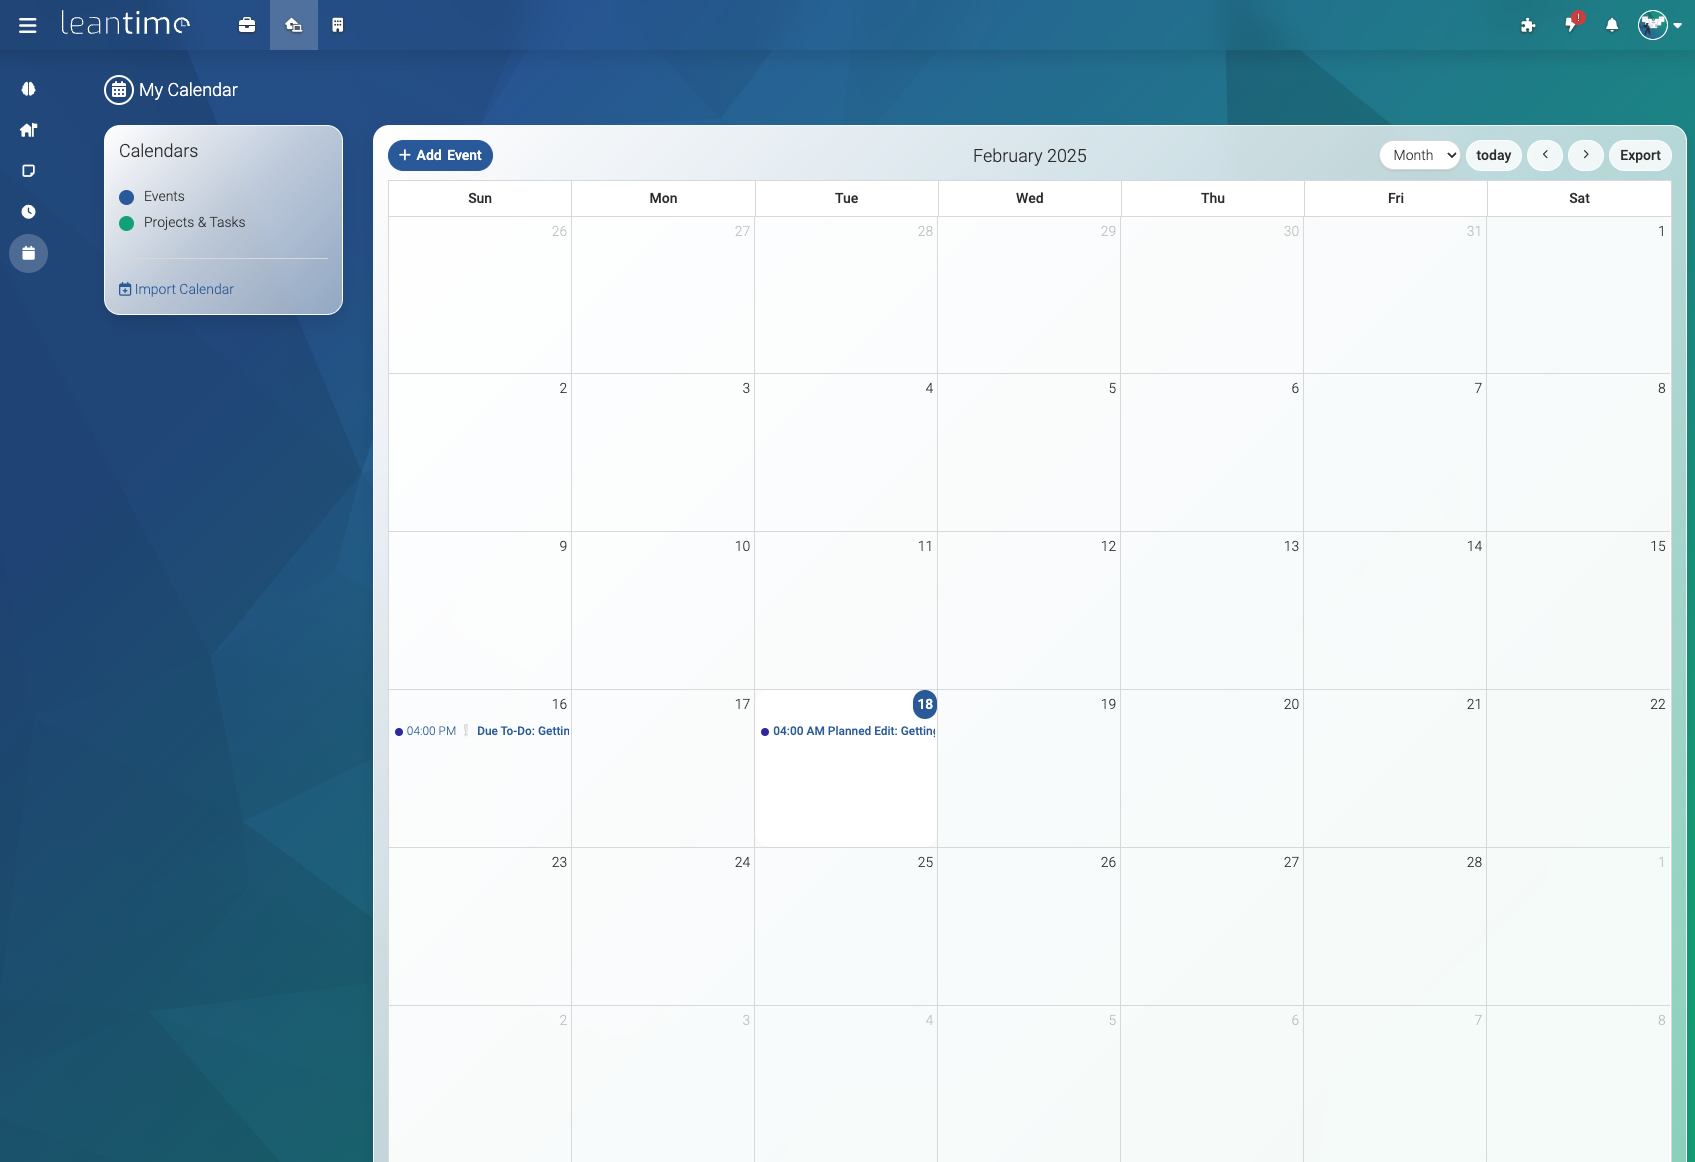 leantime
!
My Calendar
Calendars
Events
Projects & Tasks
Import Calendar
+ Add Event
February 2025
Month
today
Export
Sun Mon Tue Wed Thu Fri Sat
26 27 28 29 30 31 1
2 3 4 5 6 7 8
9 10 11 12 13 14 15
16 17 18 19 20 21 22
04:00 PM Due To-Do: Gettin
04:00 AM Planned Edit: Getting
23 24 25 26 27 28 1
2 3 4 5 6 7 8